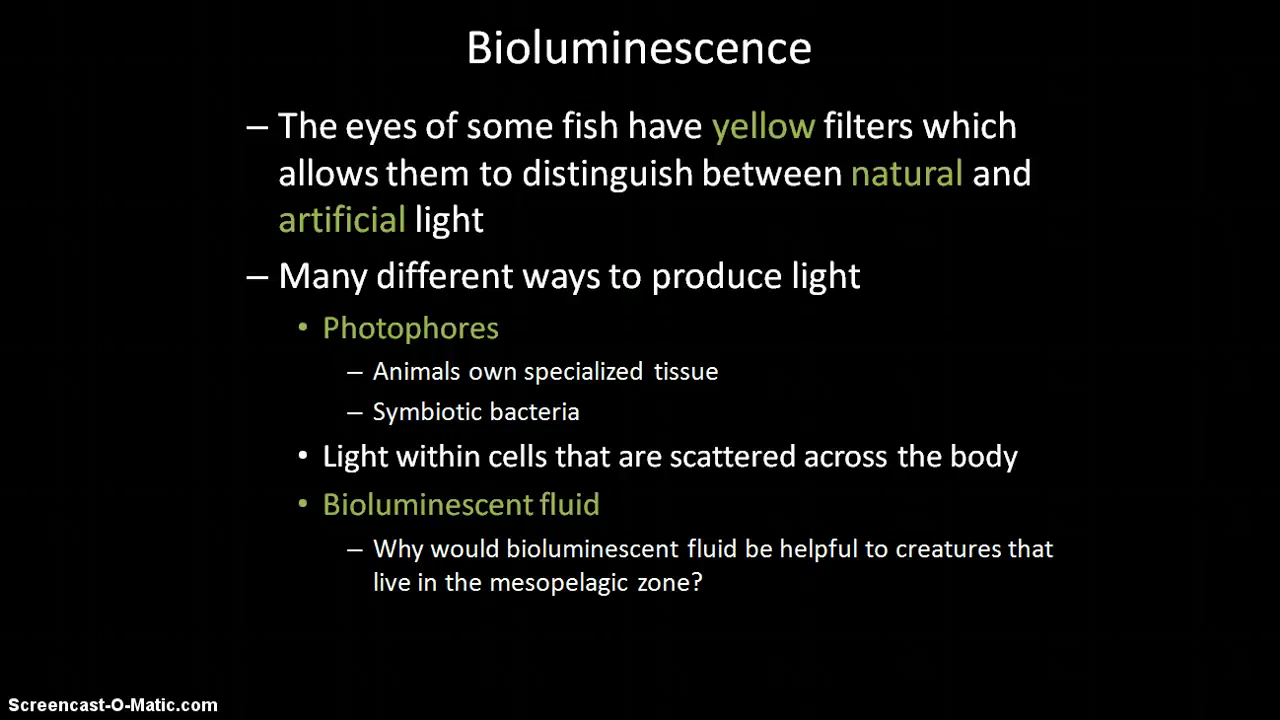 Bioluminescence
– The eyes of some fish have yellow filters which
allows them to distinguish between natural and
artificial light
– Many different ways to produce light
• Photophores
– Animals own specialized tissue
– Symbiotic bacteria
• Light within cells that are scattered across the body
• Bioluminescent fluid
– Why would bioluminescent fluid be helpful to creatures that
live in the mesopelagic zone?
Screencast-O-Matic.com